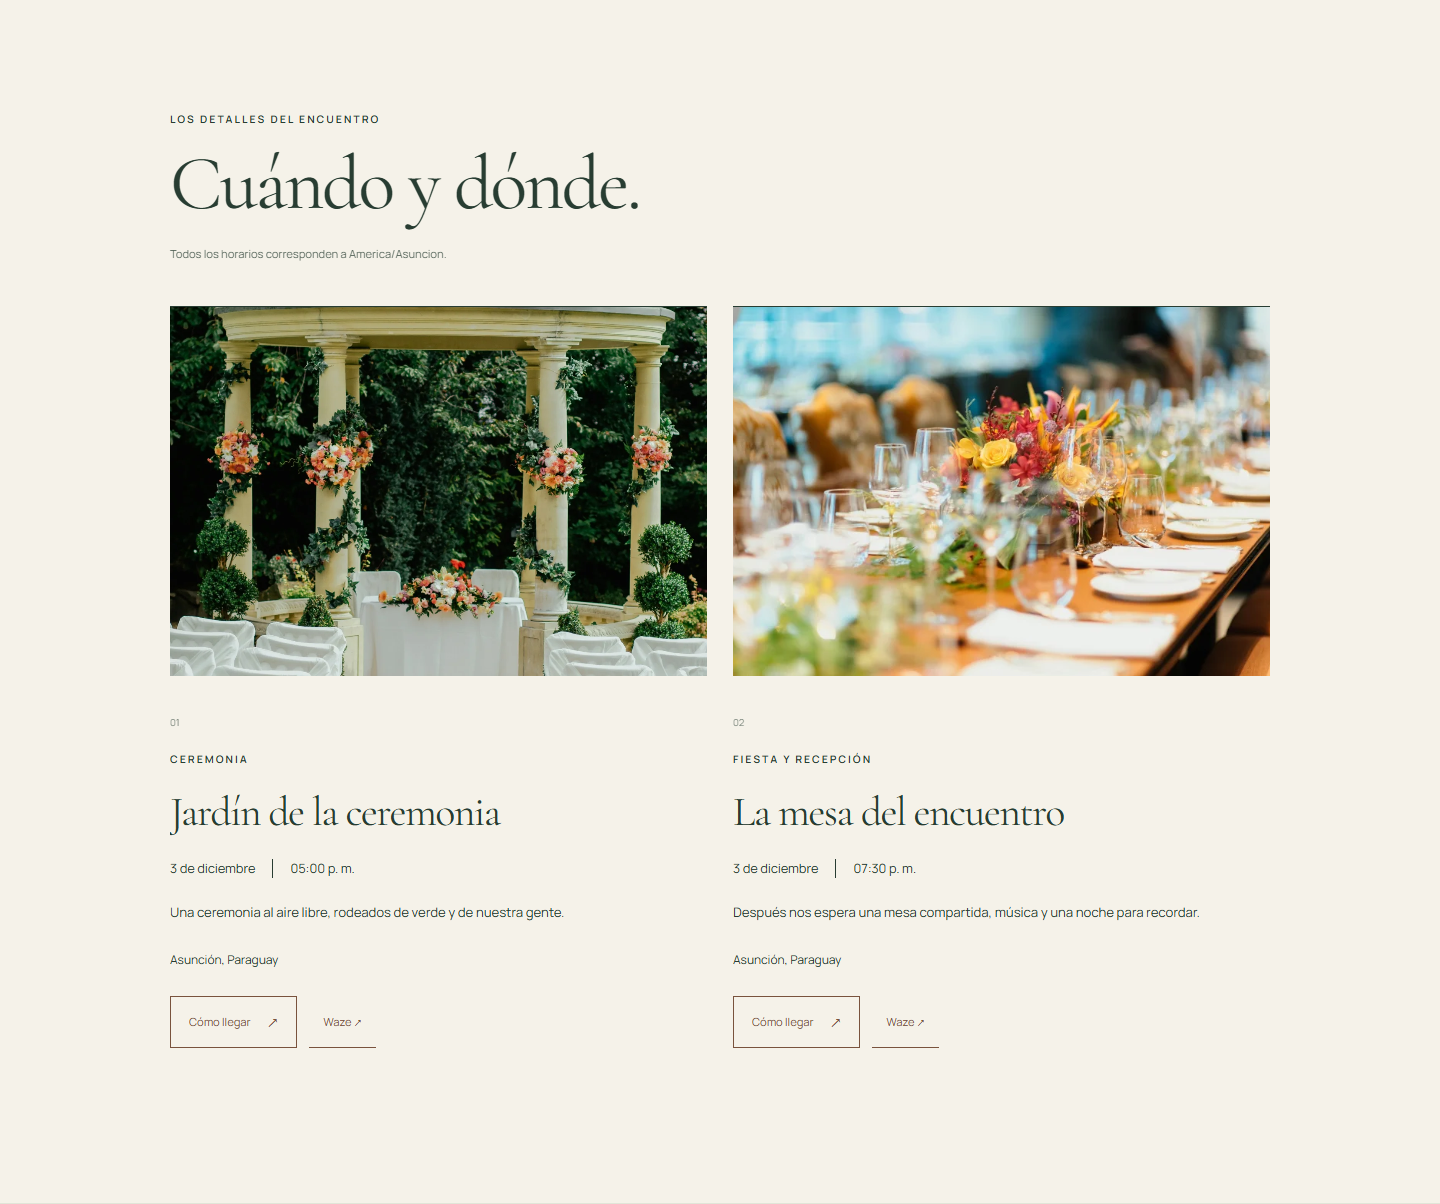 LOS DETALLES DEL ENCUENTRO
Cuándo y dónde.
Todos los horarios corresponden a America/Asuncion.
01
CEREMONIA
Jardín de la ceremonia
3 de diciembre | 05:00 p. m.
Una ceremonia al aire libre, rodeados de verde y de nuestra gente.
Asunción, Paraguay
Cómo llegar ↗ Waze ↗
02
FIESTA Y RECEPCIÓN
La mesa del encuentro
3 de diciembre | 07:30 p. m.
Después nos espera una mesa compartida, música y una noche para recordar.
Asunción, Paraguay
Cómo llegar ↗ Waze ↗